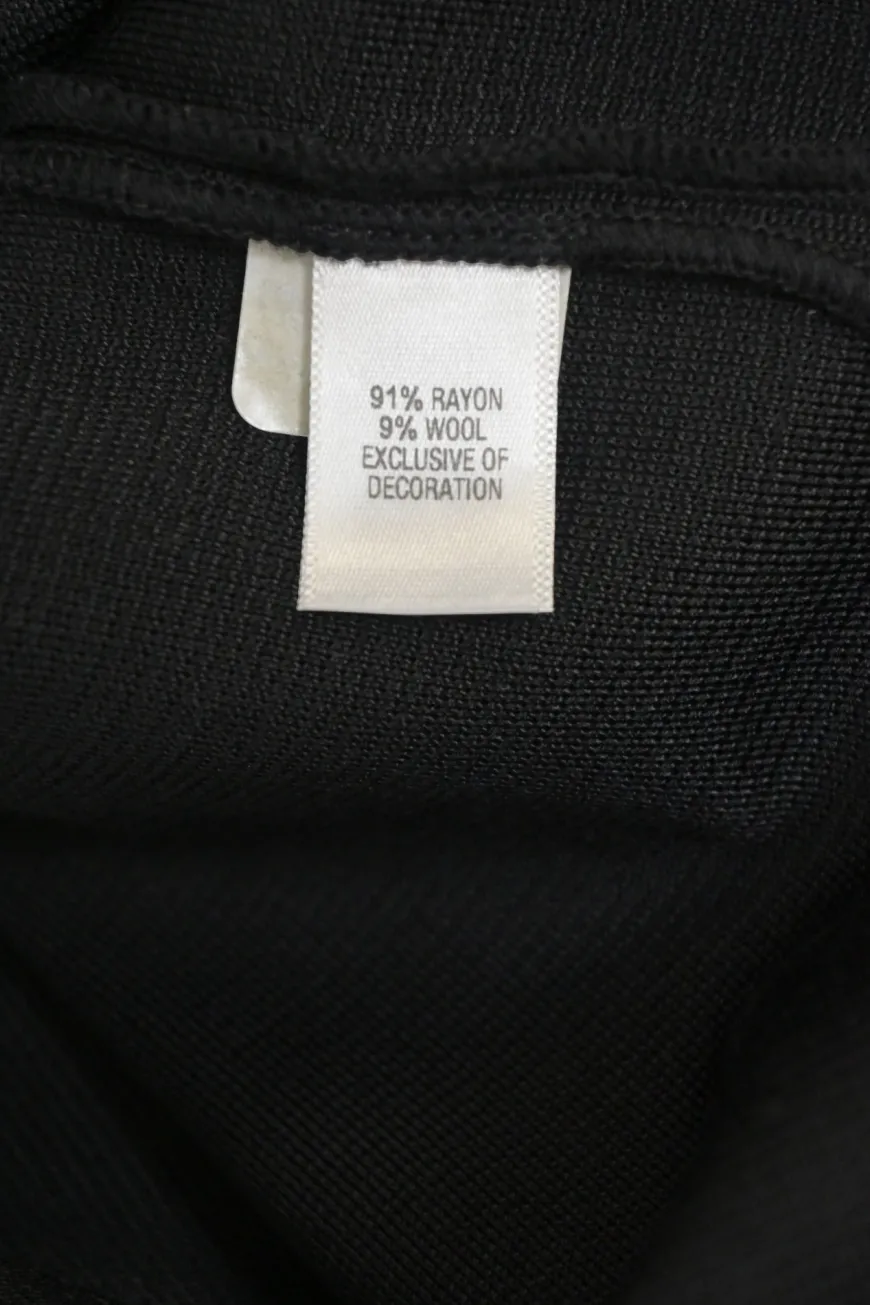 91% RAYON
9% WOOL
EXCLUSIVE OF
DECORATION